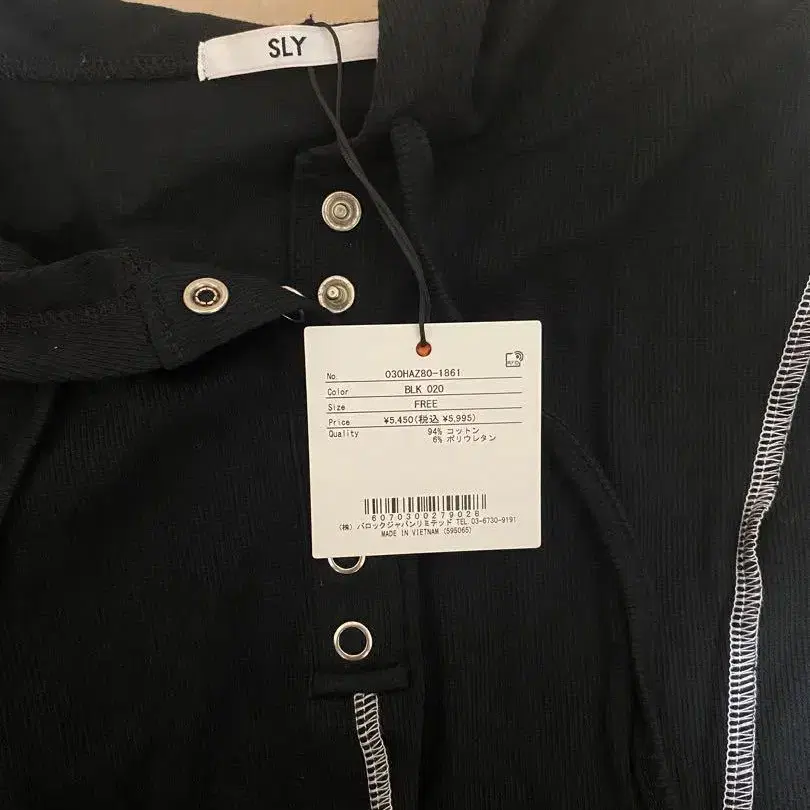 SLY
No. 030HAZ80-1861
Color BLK 020
Size FREE
Price ¥5,450(税込 ¥5,995)
Quality 94% コットン
6% ポリウレタン
6070300279028
(株) バロックジャパンリミテッド TEL 03-6730-9191
MADE IN VIETNAM (595065)